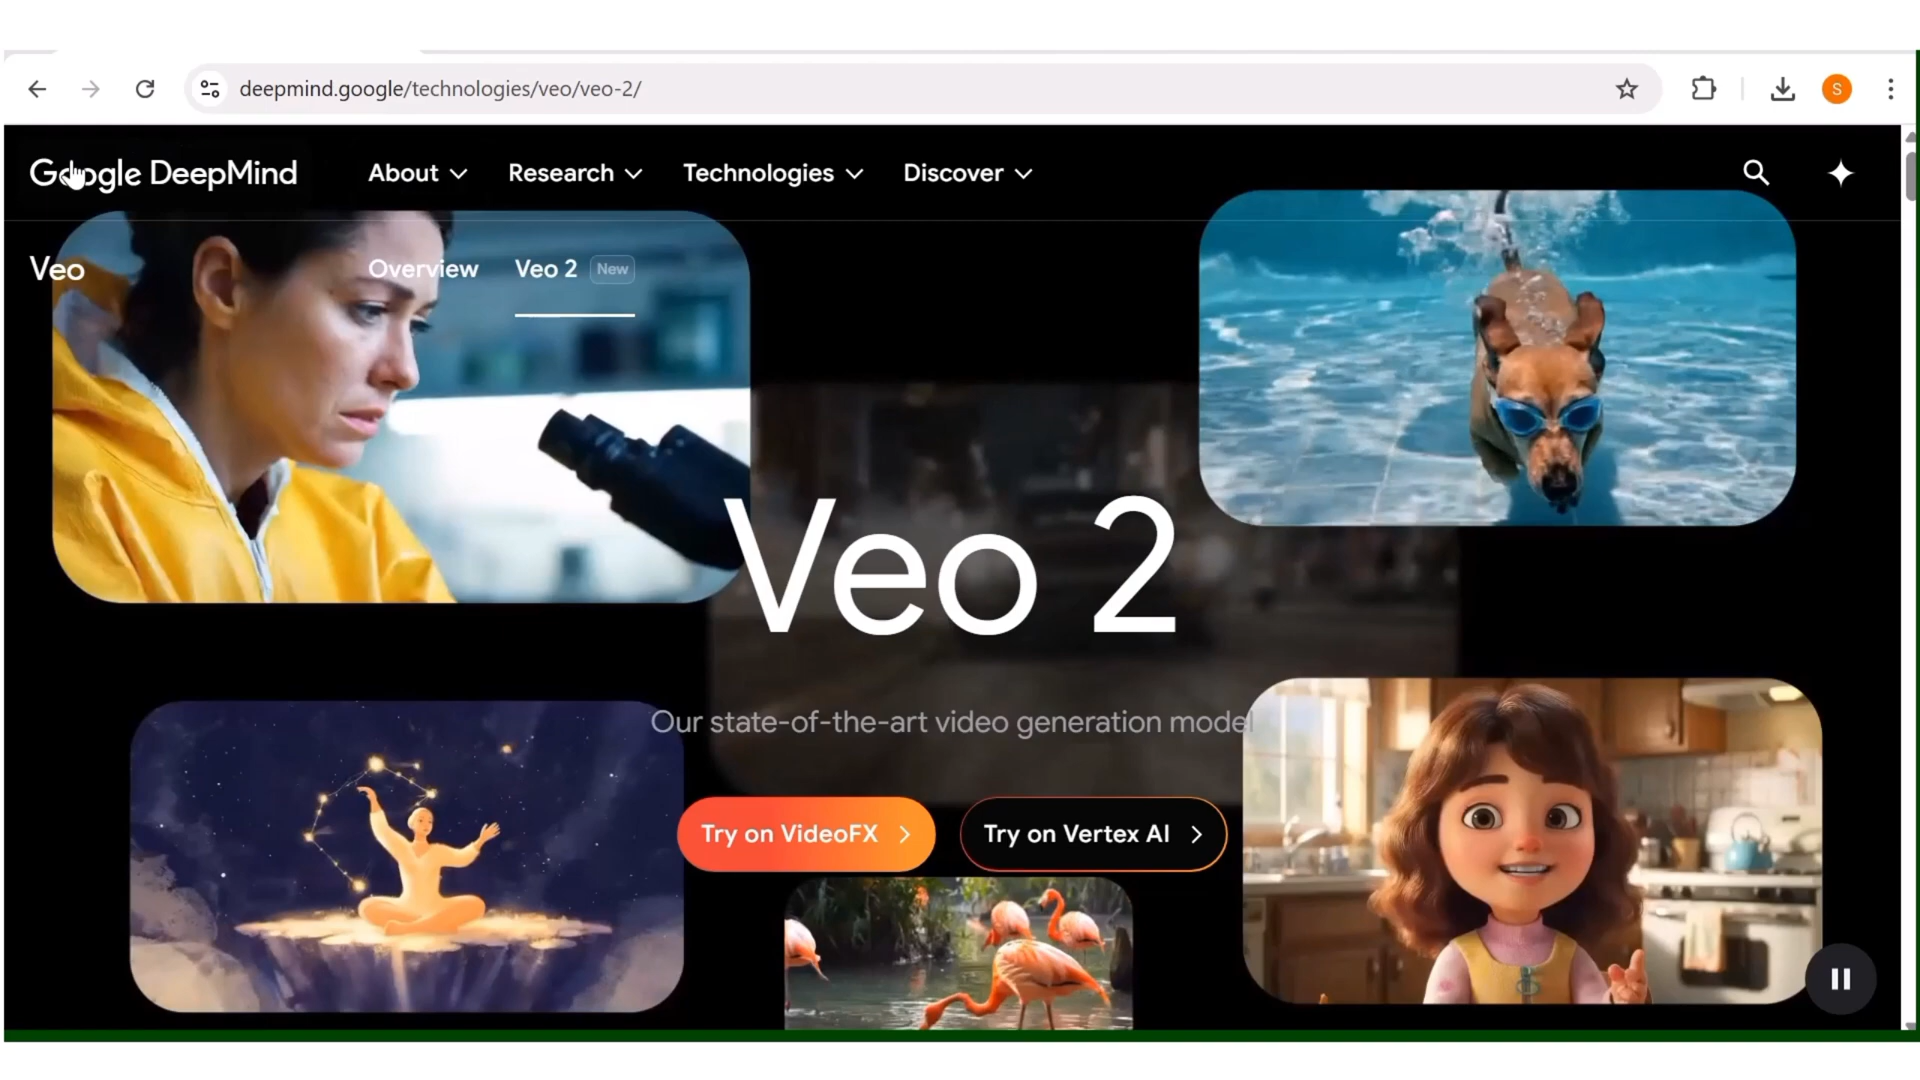 deepmind.google/technologies/veo/veo-2/
S
Google DeepMind
About
Research
Technologies
Discover
Veo
Overview
Veo 2
New
Veo 2
Our state-of-the-art video generation model
Try on VideoFX
Try on Vertex AI